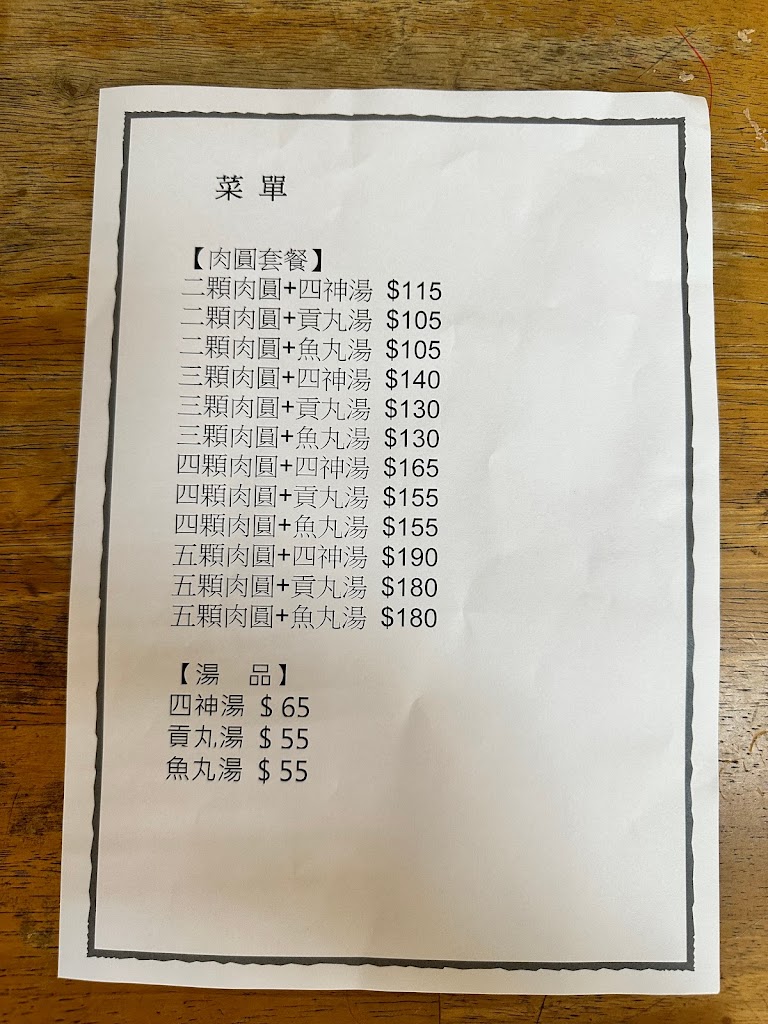 菜 單
【肉圓套餐】
二顆肉圓+四神湯 $115
二顆肉圓+貢丸湯 $105
二顆肉圓+魚丸湯 $105
三顆肉圓+四神湯 $140
三顆肉圓+貢丸湯 $130
三顆肉圓+魚丸湯 $130
四顆肉圓+四神湯 $165
四顆肉圓+貢丸湯 $155
四顆肉圓+魚丸湯 $155
五顆肉圓+四神湯 $190
五顆肉圓+貢丸湯 $180
五顆肉圓+魚丸湯 $180
【湯　品】
四神湯 $ 65
貢丸湯 $ 55
魚丸湯 $ 55